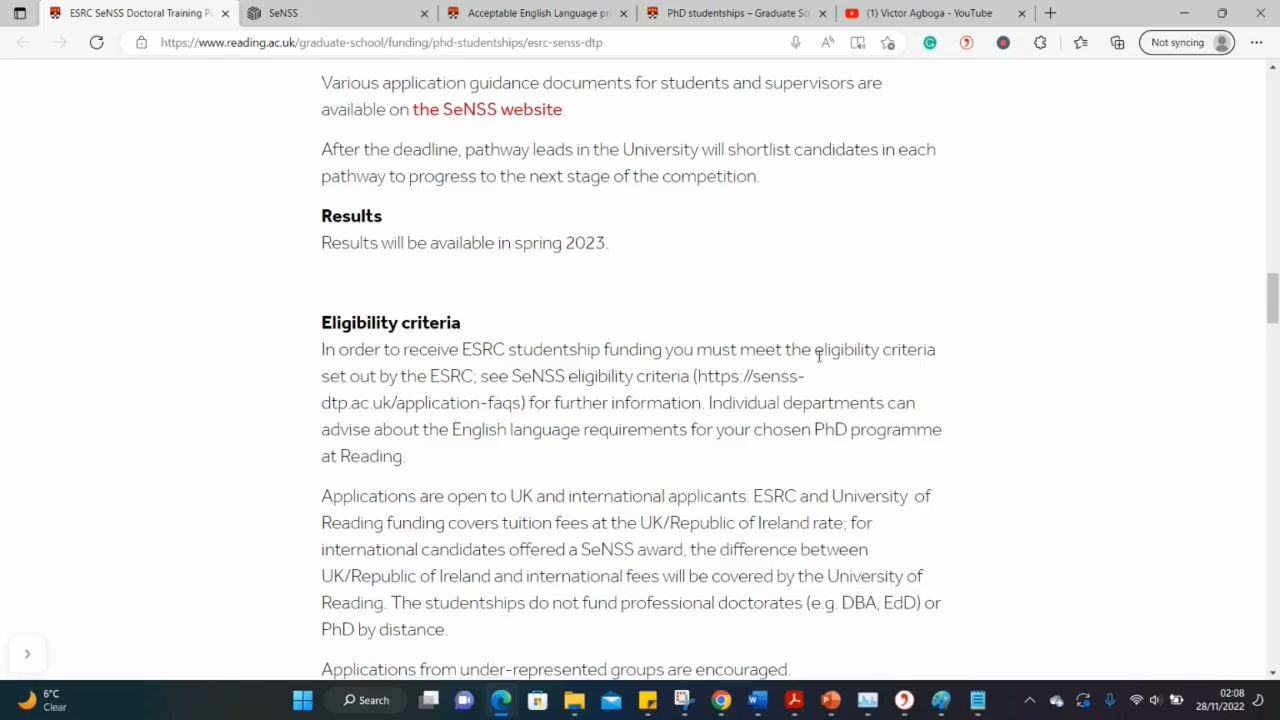 ESRC SeNSS Doctoral Training Pa
SeNSS
Acceptable English Language pr
PhD studentships – Graduate Sc
(1) Victor Agboga - YouTube
https://www.reading.ac.uk/graduate-school/funding/phd-studentships/esrc-senss-dtp
Not syncing
Various application guidance documents for students and supervisors are
available on the SeNSS website.
After the deadline, pathway leads in the University will shortlist candidates in each
pathway to progress to the next stage of the competition.
Results
Results will be available in spring 2023.
Eligibility criteria
In order to receive ESRC studentship funding you must meet the eligibility criteria
set out by the ESRC; see SeNSS eligibility criteria (https://senss-
dtp.ac.uk/application-faqs) for further information. Individual departments can
advise about the English language requirements for your chosen PhD programme
at Reading.
Applications are open to UK and international applicants. ESRC and University of
Reading funding covers tuition fees at the UK/Republic of Ireland rate; for
international candidates offered a SeNSS award, the difference between
UK/Republic of Ireland and international fees will be covered by the University of
Reading. The studentships do not fund professional doctorates (e.g. DBA, EdD) or
PhD by distance.
Applications from under-represented groups are encouraged.
6°C
Clear
Search
02:08
28/11/2022